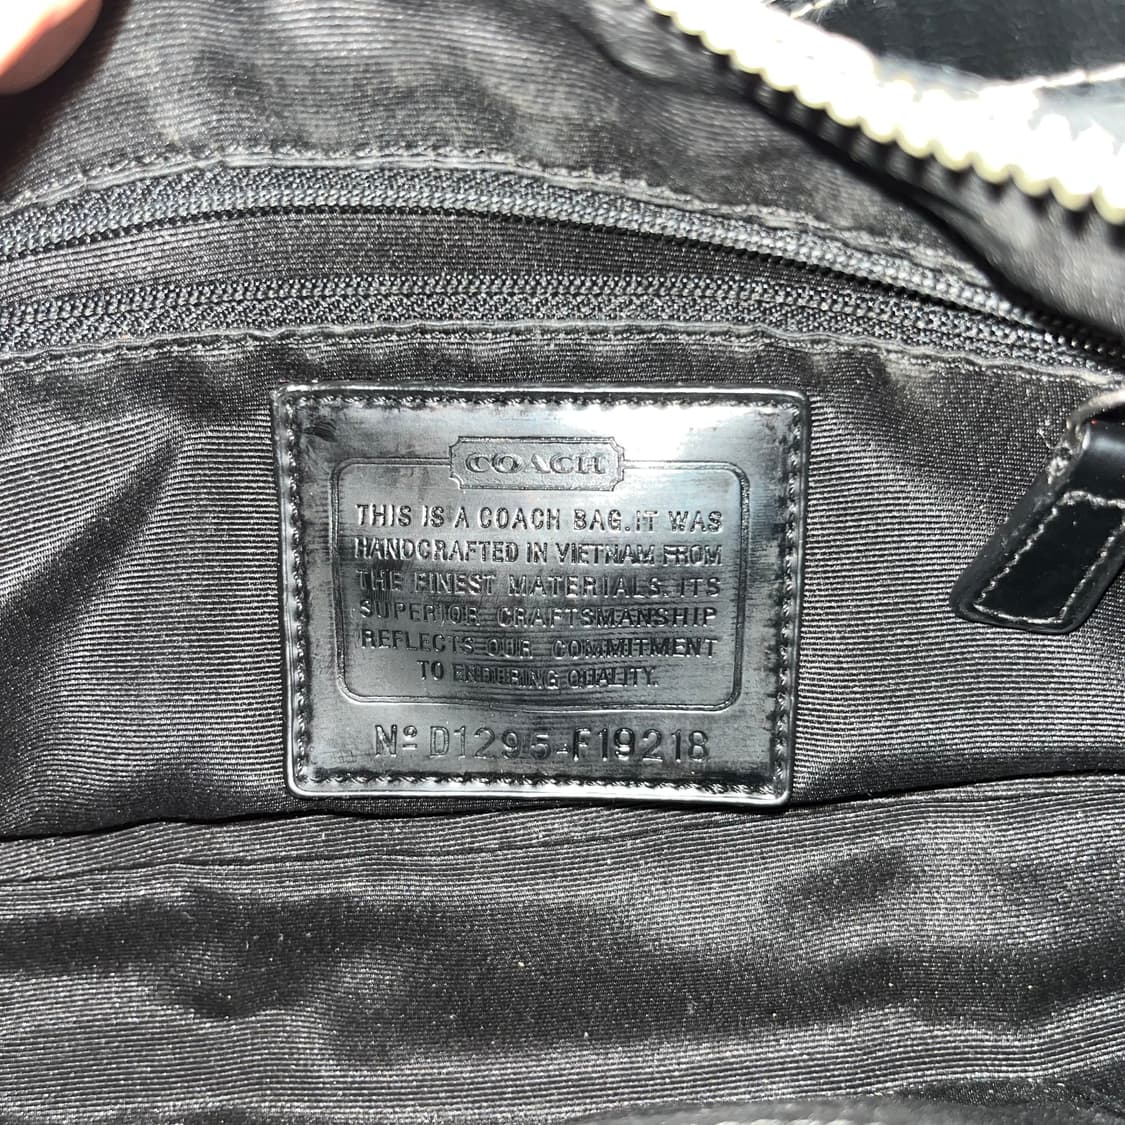 COACH
THIS IS A COACH BAG.IT WAS
HANDCRAFTED IN VIETNAM FROM
THE FINEST MATERIALS. ITS
SUPERIOR CRAFTSMANSHIP
REFLECTS OUR COMMITMENT
TO ENDURING QUALITY.
Nº D1295-F19218